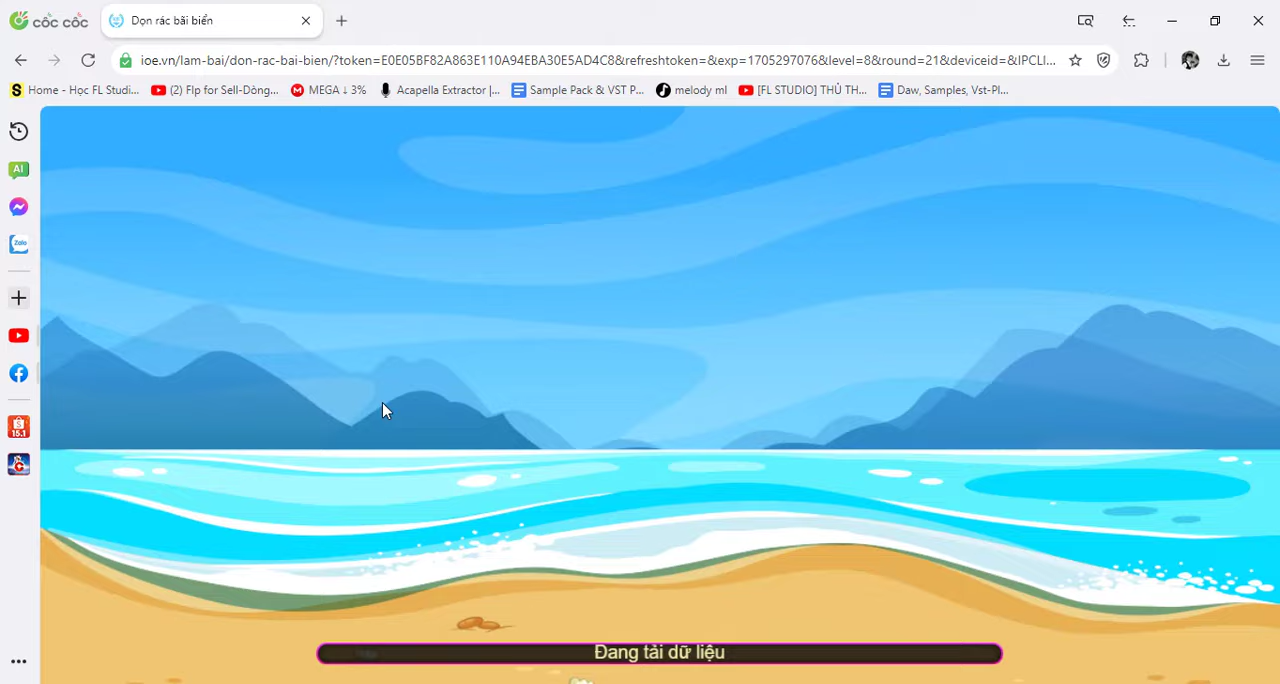 cốc cốc
Dọn rác bãi biển
ioe.vn/lam-bai/don-rac-bai-bien/?token=E0E05BF82A863E110A94EBA30E5AD4C8&refreshtoken=&exp=1705297076&level=8&round=21&deviceid=&IPCLI...
Home - Học FL Studi...
(2) Flp for Sell-Dòng...
MEGA ↓ 3%
Acapella Extractor |...
Sample Pack & VST P...
melody ml
[FL STUDIO] THỦ TH...
Daw, Samples, Vst-Pl...
AI
Zalo
15.1
Đang tải dữ liệu